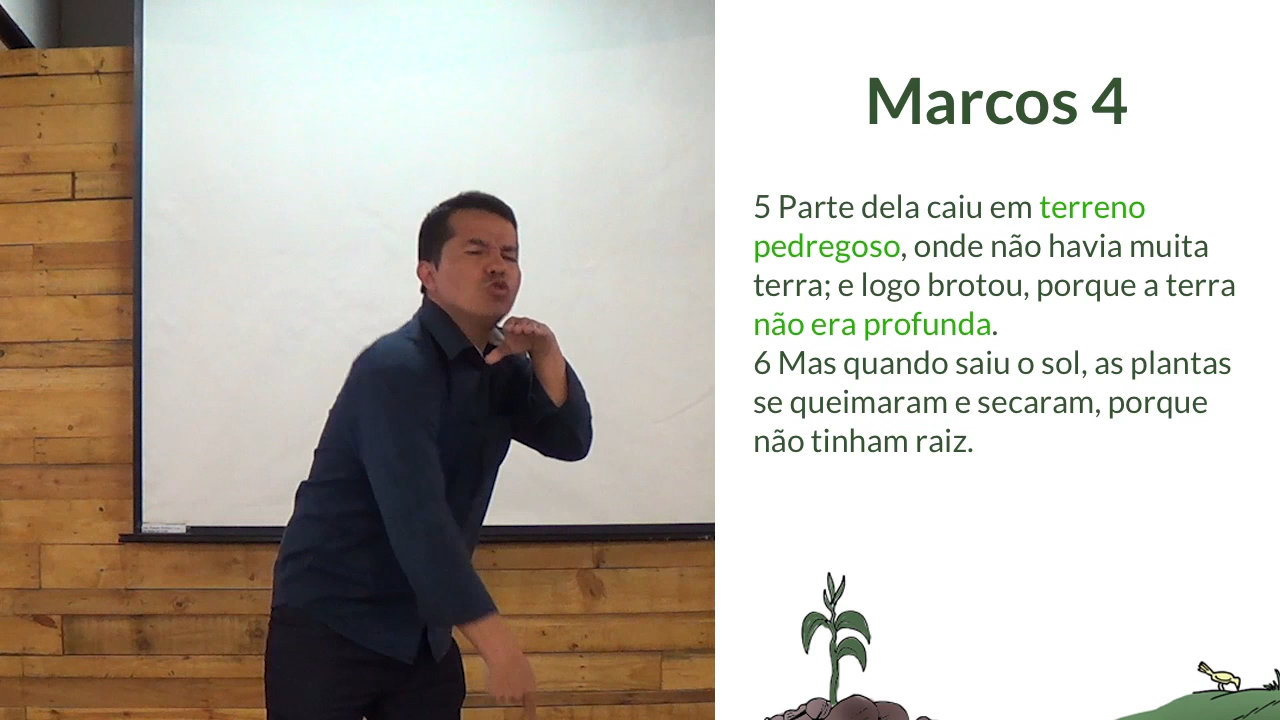 Marcos 4
5 Parte dela caiu em terreno
pedregoso, onde não havia muita
terra; e logo brotou, porque a terra
não era profunda.
6 Mas quando saiu o sol, as plantas
se queimaram e secaram, porque
não tinham raiz.